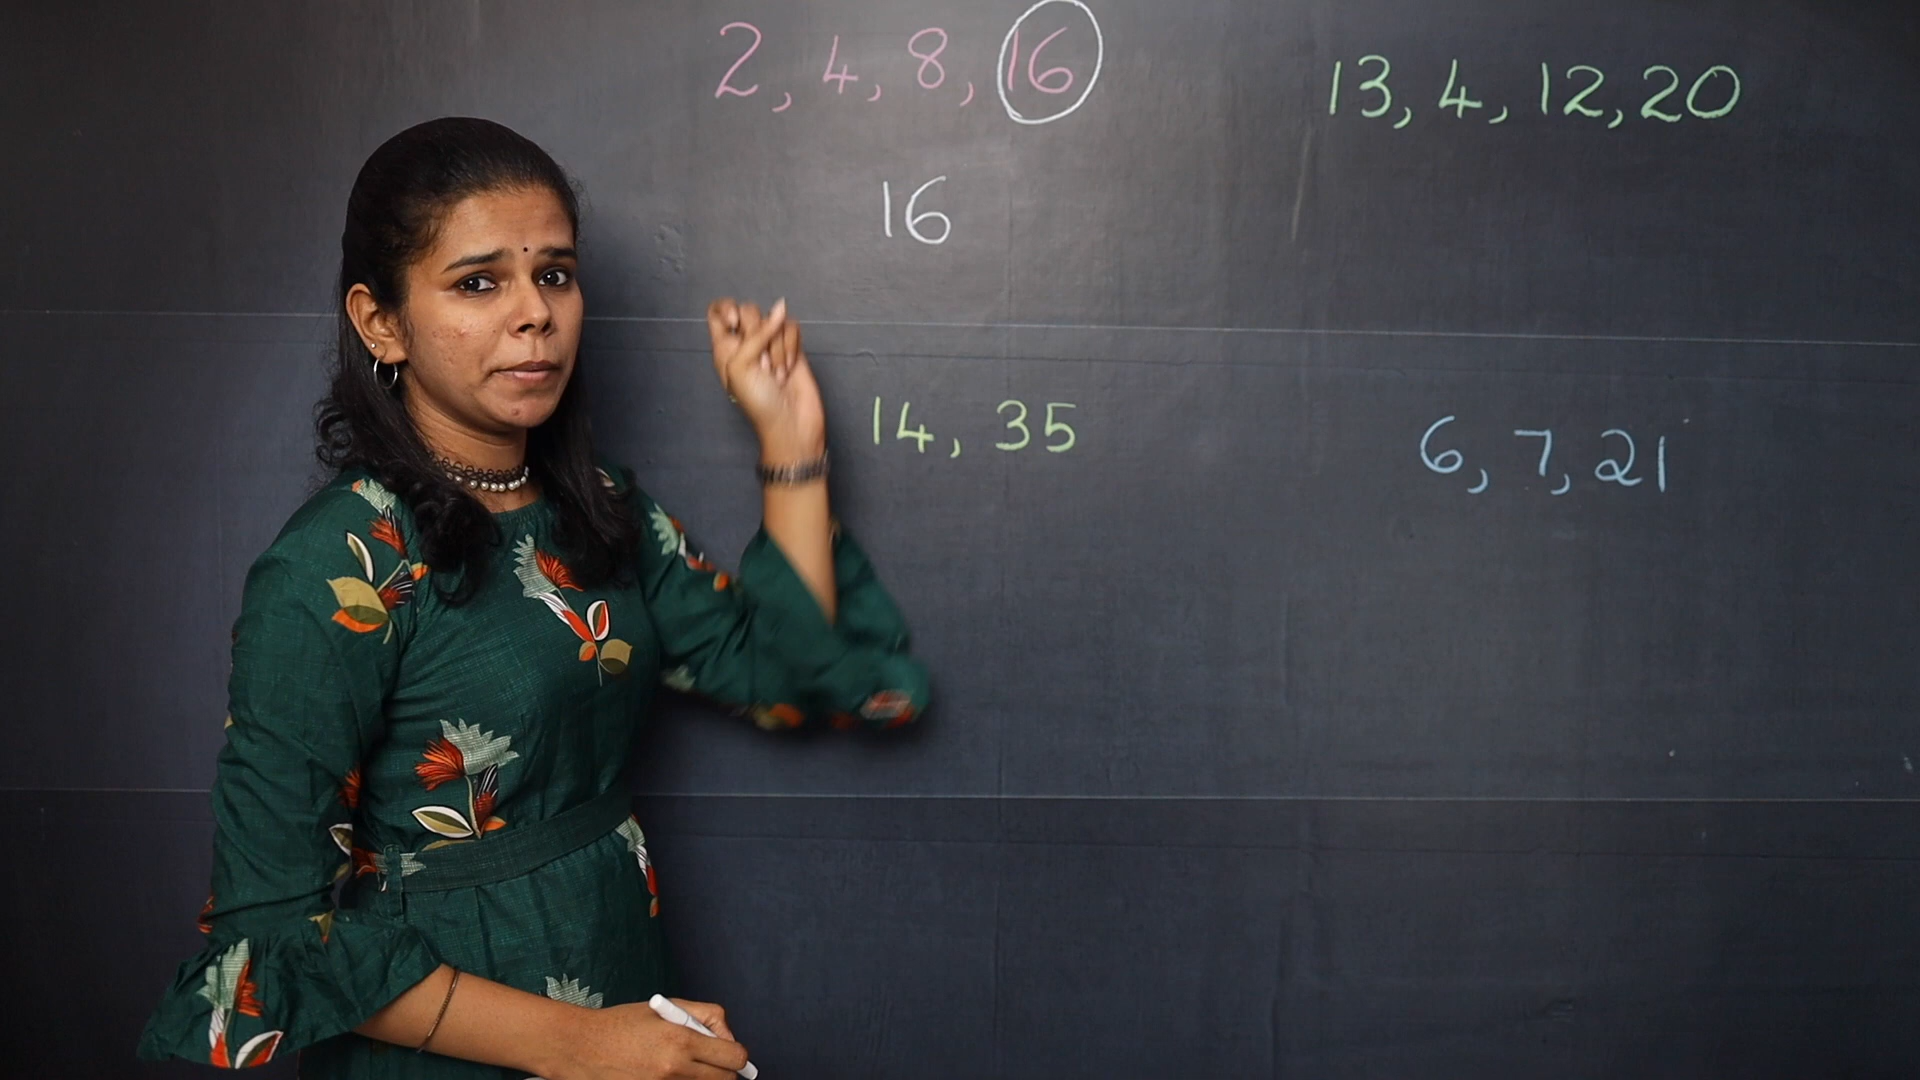 2, 4, 8, 16
13, 4, 12, 20
16
14, 35
6, 7, 21